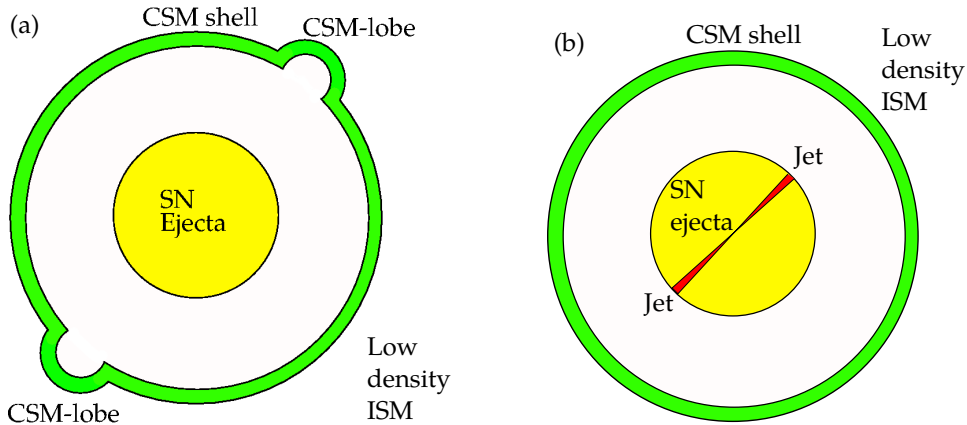 (a)
CSM shell
CSM-lobe
SN
Ejecta
CSM-lobe
Low
density
ISM
(b)
CSM shell
Low
density
ISM
Jet
SN
ejecta
Jet